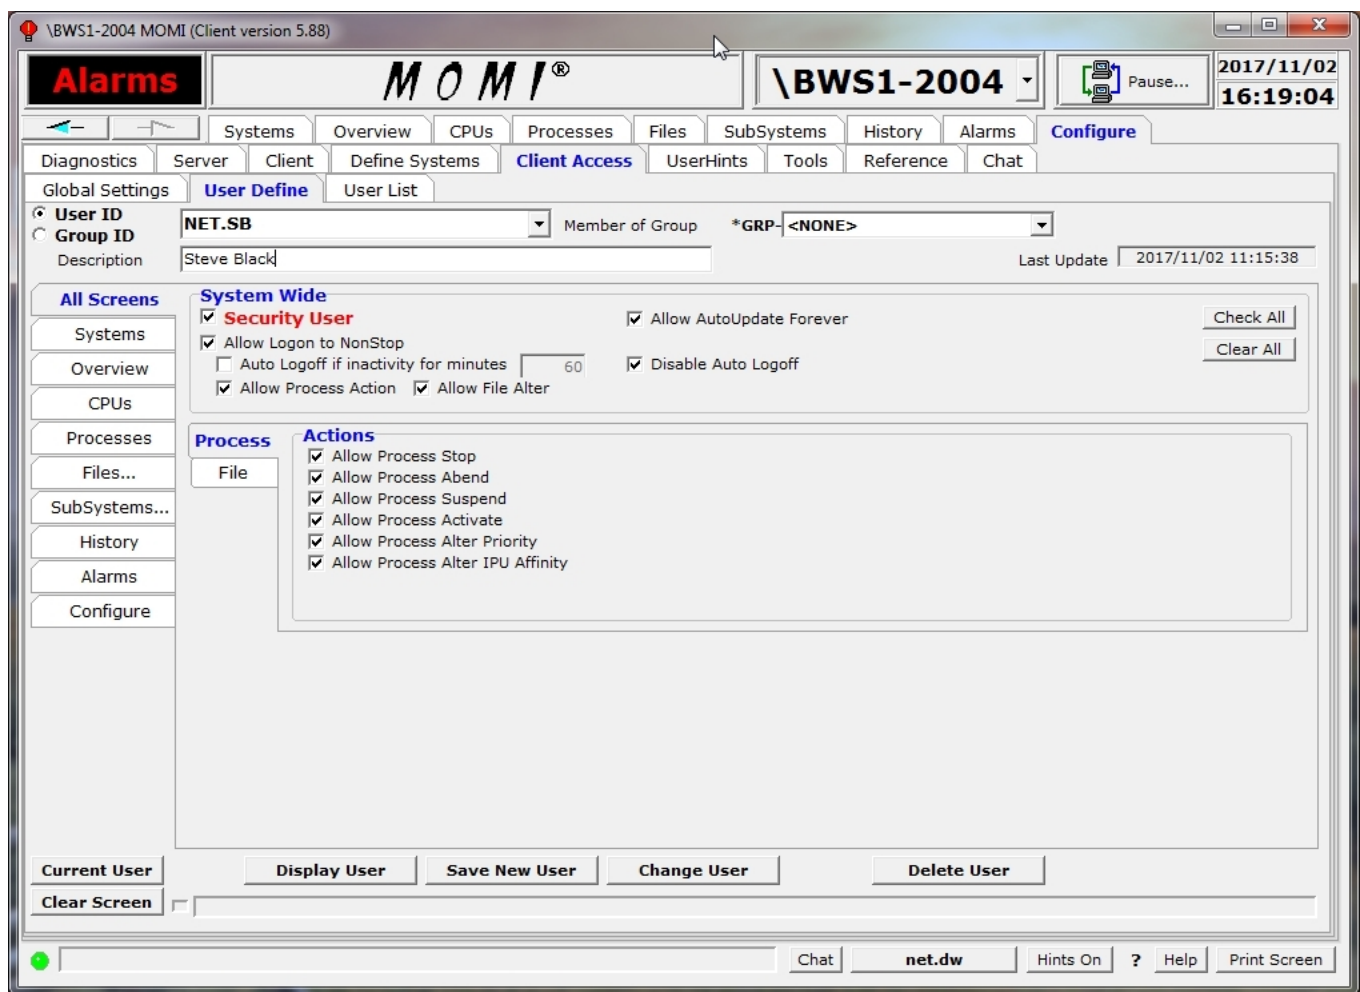 \BWS1-2004 MOMI (Client version 5.88)
Alarms
MOMI®
\BWS1-2004
Pause...
2017/11/02
16:19:04
Systems Overview CPUs Processes Files SubSystems History Alarms Configure
Diagnostics Server Client Define Systems Client Access UserHints Tools Reference Chat
Global Settings User Define User List
User ID
Group ID
NET.SB
Member of Group
*GRP- <NONE>
Description
Steve Black
Last Update 2017/11/02 11:15:38
All Screens
Systems
Overview
CPUs
Processes
Files...
SubSystems...
History
Alarms
Configure
System Wide
Security User
Allow AutoUpdate Forever
Check All
Allow Logon to NonStop
Clear All
Auto Logoff if inactivity for minutes 60
Disable Auto Logoff
Allow Process Action Allow File Alter
Process
File
Actions
Allow Process Stop
Allow Process Abend
Allow Process Suspend
Allow Process Activate
Allow Process Alter Priority
Allow Process Alter IPU Affinity
Current User Display User Save New User Change User Delete User
Clear Screen
Chat net.dw Hints On ? Help Print Screen